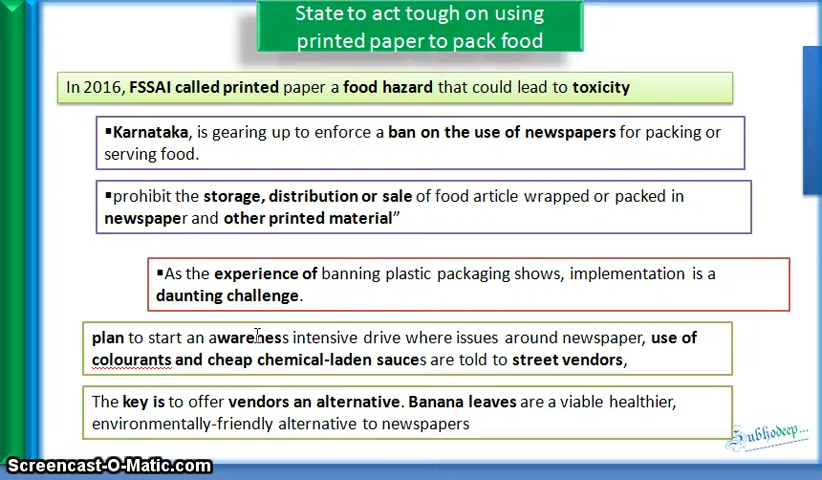 State to act tough on using
printed paper to pack food
In 2016, FSSAI called printed paper a food hazard that could lead to toxicity
▪Karnataka, is gearing up to enforce a ban on the use of newspapers for packing or
serving food.
▪prohibit the storage, distribution or sale of food article wrapped or packed in
newspaper and other printed material”
▪As the experience of banning plastic packaging shows, implementation is a
daunting challenge.
plan to start an awareness intensive drive where issues around newspaper, use of
colourants and cheap chemical-laden sauces are told to street vendors,
The key is to offer vendors an alternative. Banana leaves are a viable healthier,
environmentally-friendly alternative to newspapers
Subhodeep...
Screencast-O-Matic.com